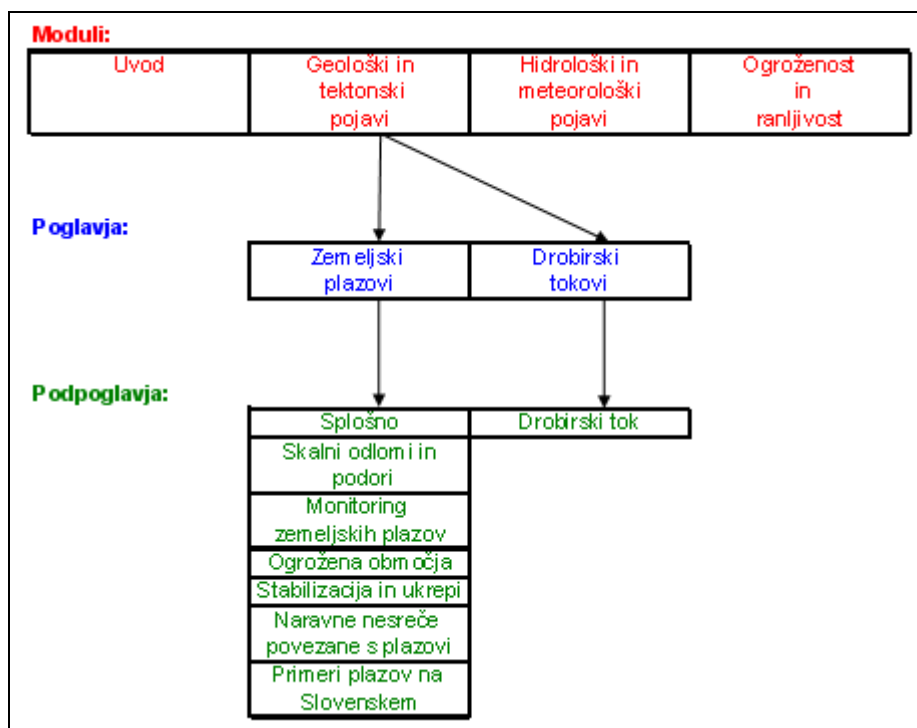 Moduli:
Uvod
Geološki in
tektonski
pojavi
Hidrološki in
meteorološki
pojavi
Ogroženost
in
ranljivost
Poglavja:
Zemeljski
plazovi
Drobirski
tokovi
Podpoglavja:
Splošno
Drobirski tok
Skalni odlomi in
podori
Monitoring
zemeljskih plazov
Ogrožena območja
Stabilizacija in ukrepi
Naravne nesreče
povezane s plazovi
Primeri plazov na
Slovenskem